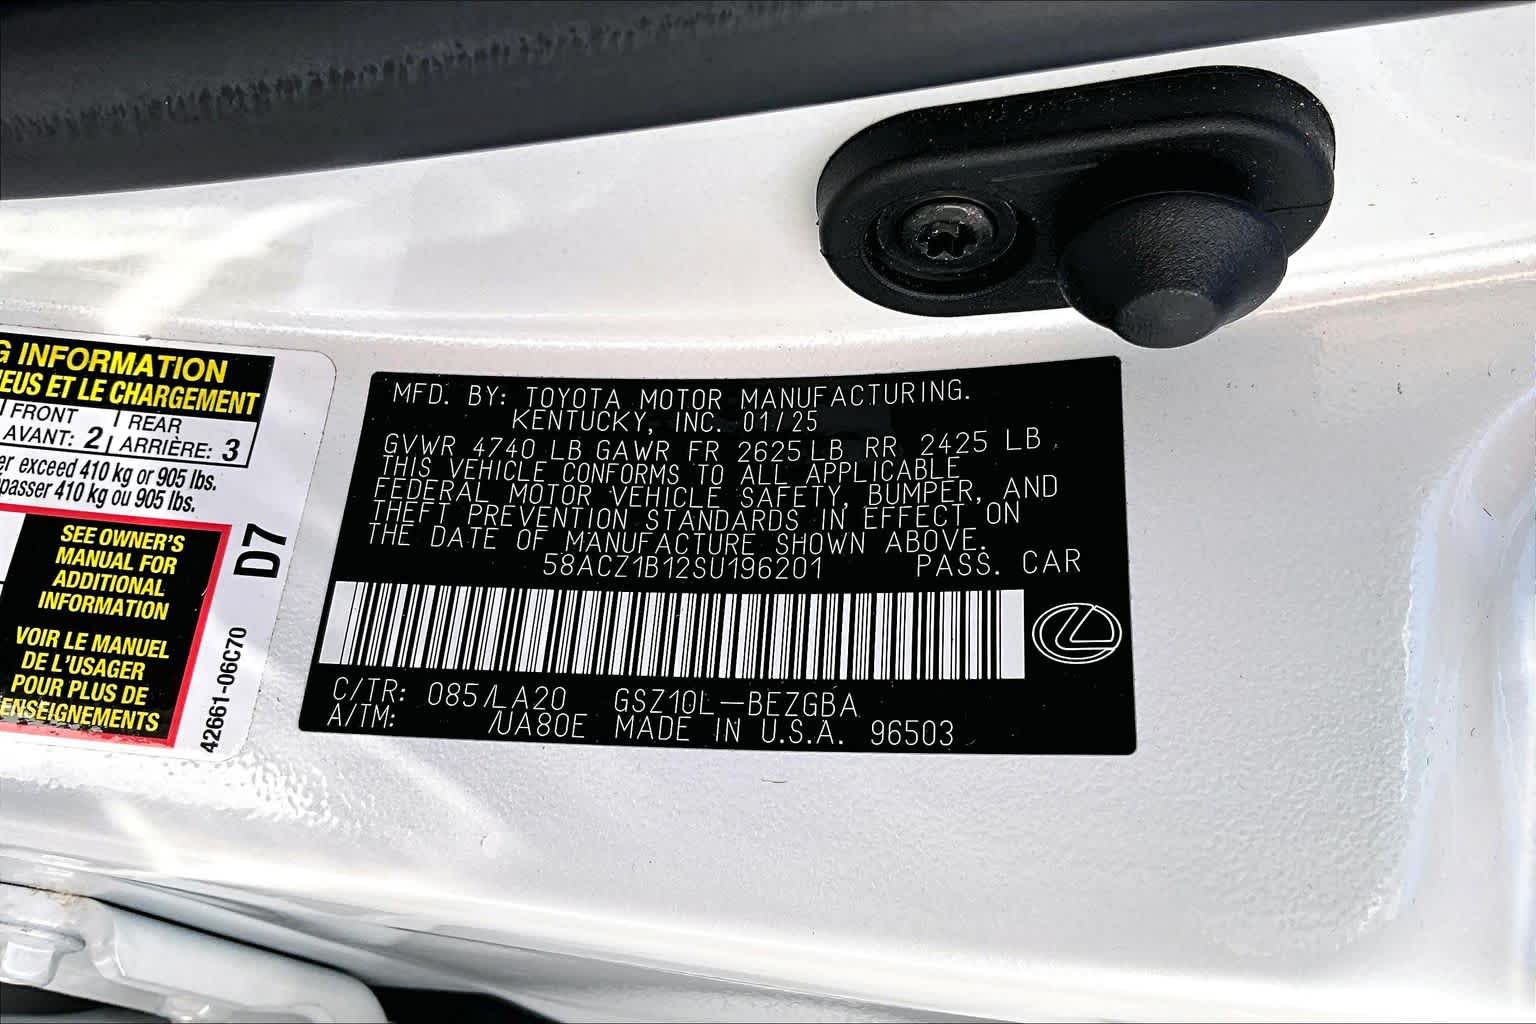 G INFORMATION
NEUS ET LE CHARGEMENT
FRONT
AVANT: 2
REAR
ARRIÈRE: 3
er exceed 410 kg or 905 lbs.
passer 410 kg ou 905 lbs.
SEE OWNER'S
MANUAL FOR
ADDITIONAL
INFORMATION
VOIR LE MANUEL
DE L'USAGER
POUR PLUS DE
ENSEIGNEMENTS
D7
42661-06C70
MFD. BY: TOYOTA MOTOR MANUFACTURING.
KENTUCKY, INC. 01/25
GVWR 4740 LB GAWR FR 2625 LB RR 2425 LB
THIS VEHICLE CONFORMS TO ALL APPLICABLE
FEDERAL MOTOR VEHICLE SAFETY, BUMPER, AND
THEFT PREVENTION STANDARDS IN EFFECT ON
THE DATE OF MANUFACTURE SHOWN ABOVE.
58ACZ1B12SU196201 PASS. CAR
C/TR: 085/LA20 GSZ10L-BEZGBA
A/TM: /UA80E MADE IN U.S.A. 96503